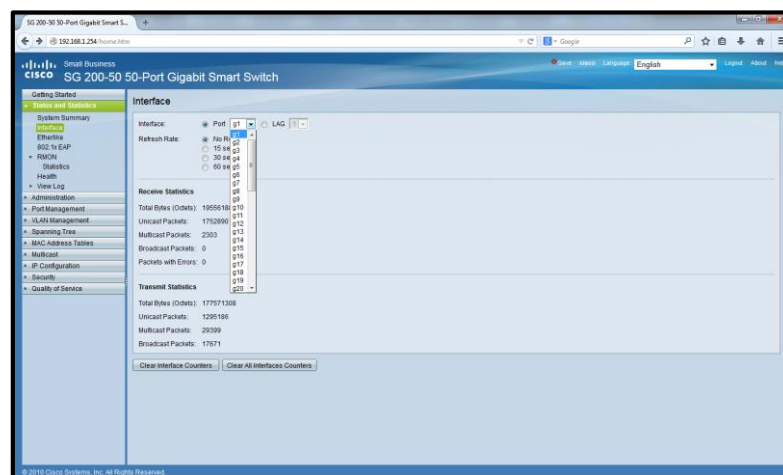 SG 200-50 50-Port Gigabit Smart S...
192.168.1.254/home.htm
Google
Small Business
CISCO SG 200-50 50-Port Gigabit Smart Switch
Save cisco Language: English Logout About
Getting Started
Status and Statistics
System Summary
Interface
Etherlike
802.1x EAP
RMON
Statistics
Health
View Log
Administration
Port Management
VLAN Management
Spanning Tree
MAC Address Tables
Multicast
IP Configuration
Security
Quality of Service
Interface
Interface: Port g1 LAG 1
Refresh Rate: No
15
30
60
g1
g2
g3
g4
g5
g6
g7
g8
g9
g10
g11
g12
g13
g14
g15
g16
g17
g18
g19
g20
Receive Statistics
Total Bytes (Octets):
Unicast Packets: 1752890
Multicast Packets: 2303
Broadcast Packets: 0
Packets with Errors: 0
Transmit Statistics
Total Bytes (Octets): 177571308
Unicast Packets: 1295186
Multicast Packets: 29399
Broadcast Packets: 17671
Clear Interface Counters Clear All Interfaces Counters
© 2010 Cisco Systems, Inc. All Rights Reserved.